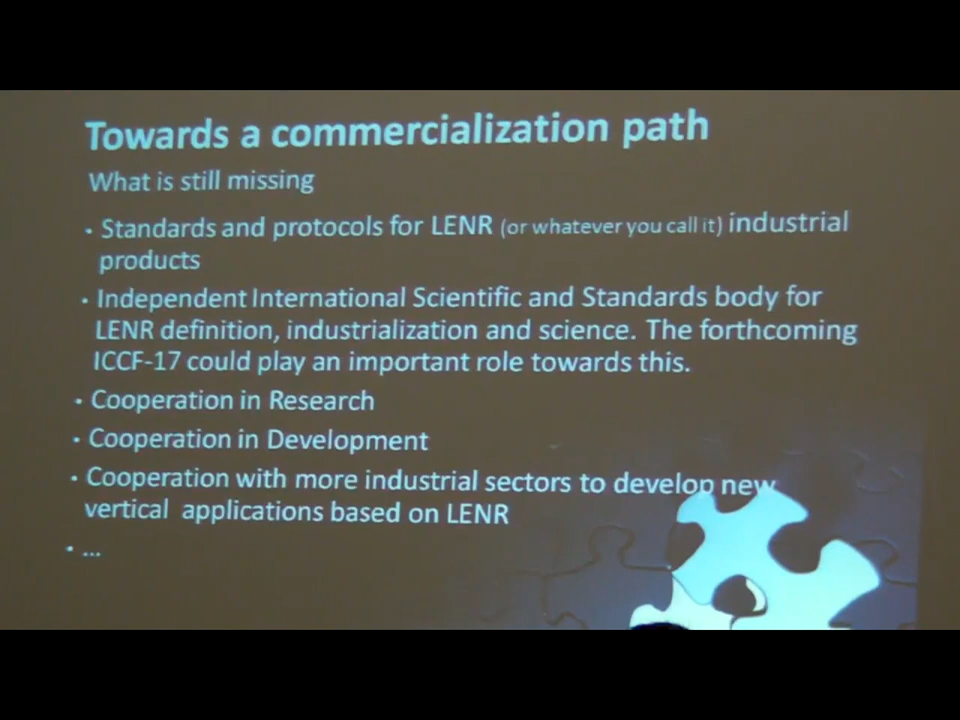 Towards a commercialization path
What is still missing
• Standards and protocols for LENR (or whatever you call it) industrial
products
• Independent International Scientific and Standards body for
LENR definition, industrialization and science. The forthcoming
ICCF-17 could play an important role towards this.
• Cooperation in Research
• Cooperation in Development
• Cooperation with more industrial sectors to develop new
vertical applications based on LENR
• ...